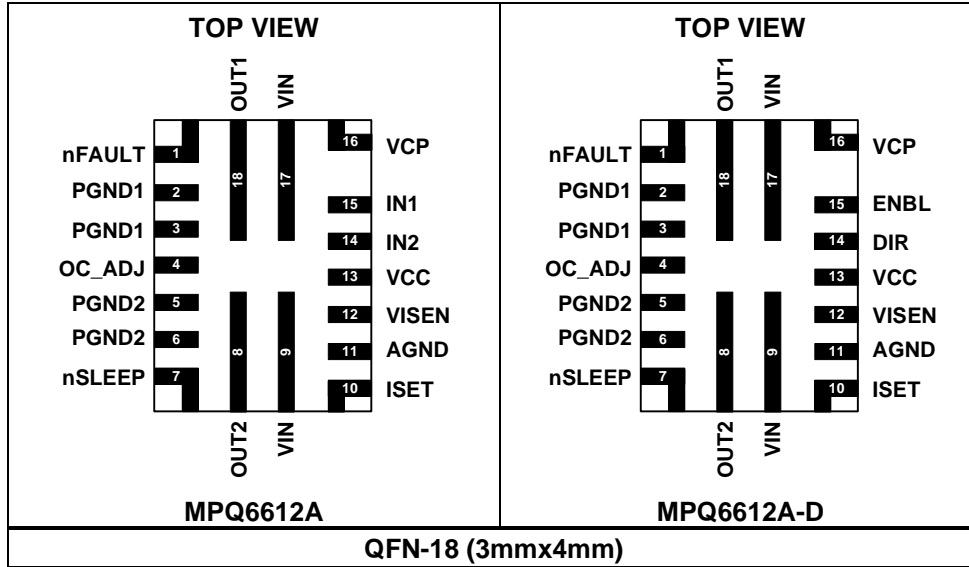 TOP VIEW
OUT1
VIN
nFAULT
PGND1
PGND1
OC_ADJ
PGND2
PGND2
nSLEEP
1
2
3
4
5
6
7
18
17
8
9
16
15
14
13
12
11
10
VCP
IN1
IN2
VCC
VISEN
AGND
ISET
OUT2
VIN
MPQ6612A
TOP VIEW
OUT1
VIN
nFAULT
PGND1
PGND1
OC_ADJ
PGND2
PGND2
nSLEEP
1
2
3
4
5
6
7
18
17
8
9
16
15
14
13
12
11
10
VCP
ENBL
DIR
VCC
VISEN
AGND
ISET
OUT2
VIN
MPQ6612A-D
QFN-18 (3mmx4mm)